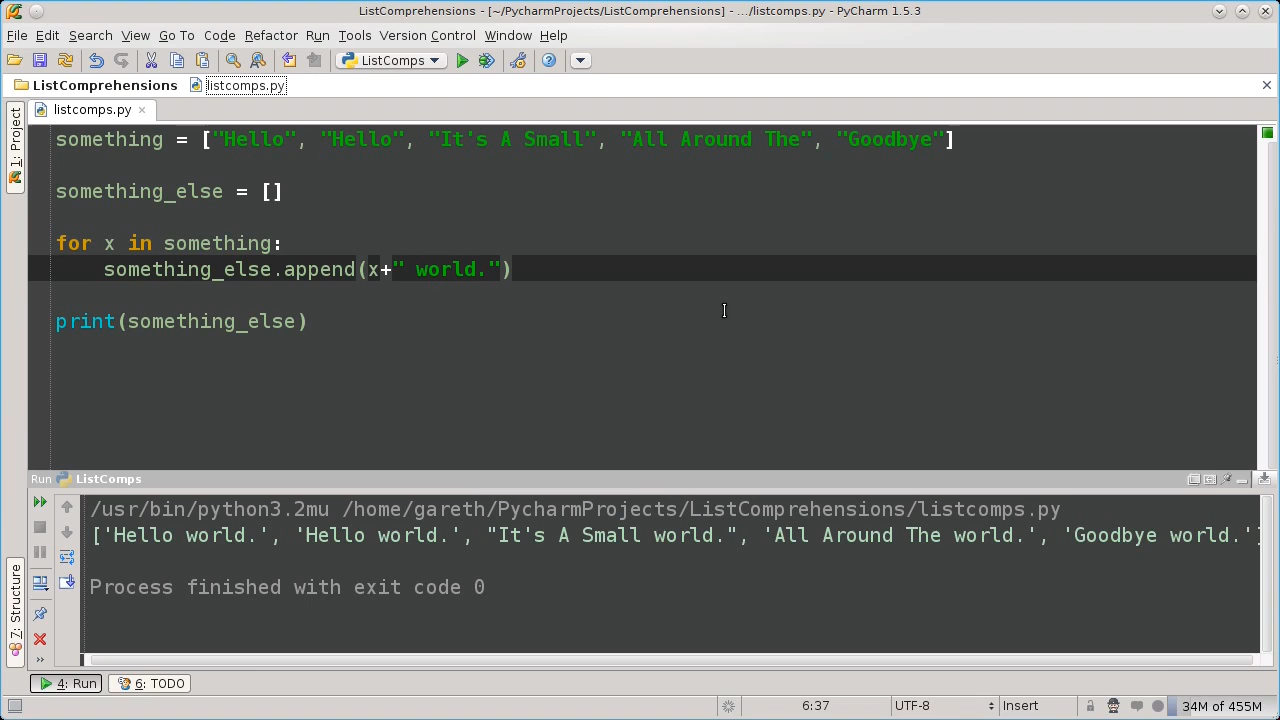 ListComprehensions - [~/PycharmProjects/ListComprehensions] - .../listcomps.py - PyCharm 1.5.3
File Edit Search View Go To Code Refactor Run Tools Version Control Window Help
ListComps
ListComprehensions listcomps.py
listcomps.py
1: Project
something = ["Hello", "Hello", "It's A Small", "All Around The", "Goodbye"]
something_else = []
for x in something:
    something_else.append(x+" world.")
print(something_else)
Run ListComps
/usr/bin/python3.2mu /home/gareth/PycharmProjects/ListComprehensions/listcomps.py
['Hello world.', 'Hello world.', "It's A Small world.", 'All Around The world.', 'Goodbye world.']
Process finished with exit code 0
7: Structure
4: Run 6: TODO
6:37 UTF-8 Insert 34M of 455M